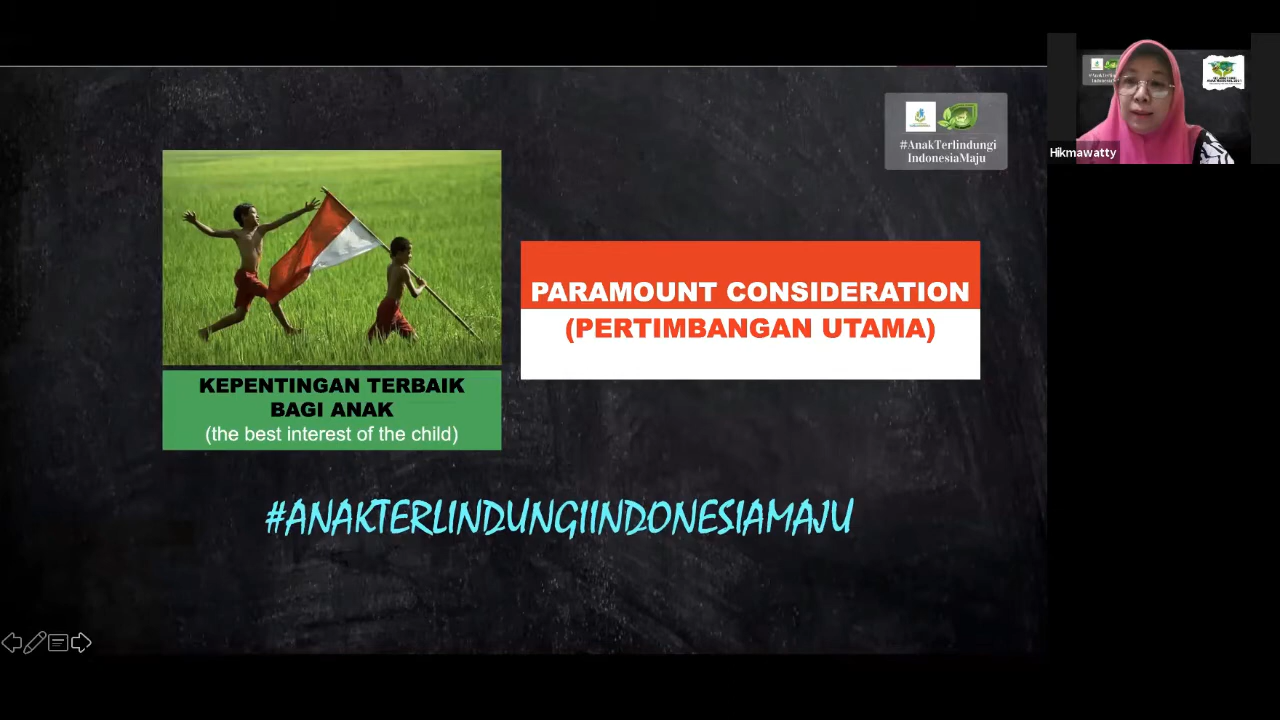 #AnakTerlindungi
IndonesiaMaju
Hikmawatty
PARAMOUNT CONSIDERATION
(PERTIMBANGAN UTAMA)
KEPENTINGAN TERBAIK
BAGI ANAK
(the best interest of the child)
#ANAKTERLINDUNGIINDONESIAMAJU